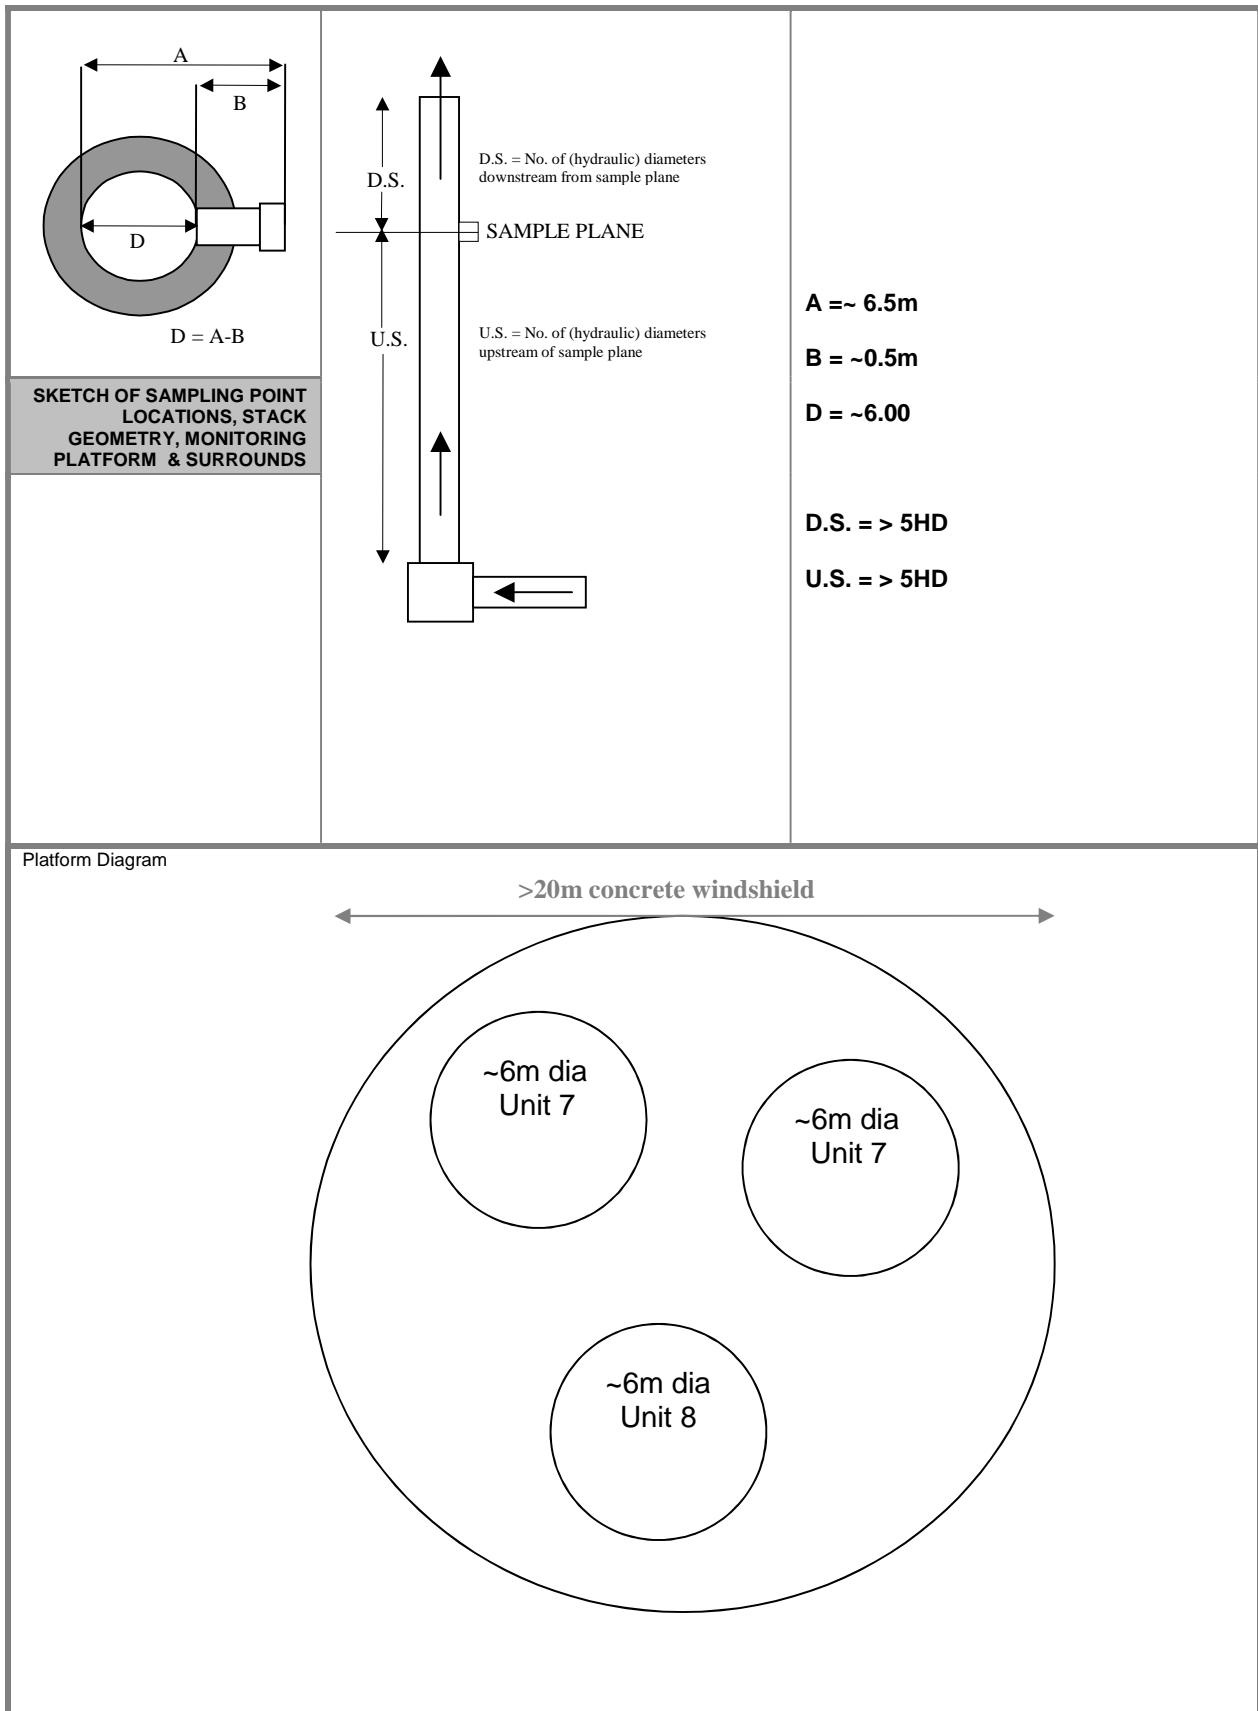 A
B
D
D = A-B
SKETCH OF SAMPLING POINT
LOCATIONS, STACK
GEOMETRY, MONITORING
PLATFORM & SURROUNDS
D.S.
D.S. = No. of (hydraulic) diameters
downstream from sample plane
SAMPLE PLANE
U.S.
U.S. = No. of (hydraulic) diameters
upstream of sample plane
A =~ 6.5m
B = ~0.5m
D = ~6.00
D.S. = > 5HD
U.S. = > 5HD
Platform Diagram
>20m concrete windshield
~6m dia
Unit 7
~6m dia
Unit 7
~6m dia
Unit 8